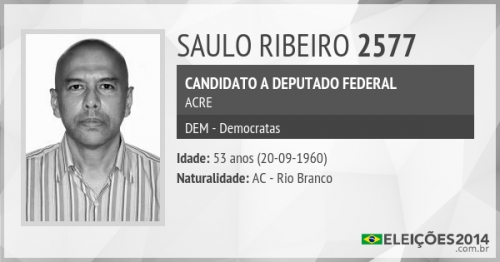 SAULO RIBEIRO 2577
CANDIDATO A DEPUTADO FEDERAL
ACRE
DEM - Democratas
Idade: 53 anos (20-09-1960)
Naturalidade: AC - Rio Branco
ELEIÇÕES2014
.com.br